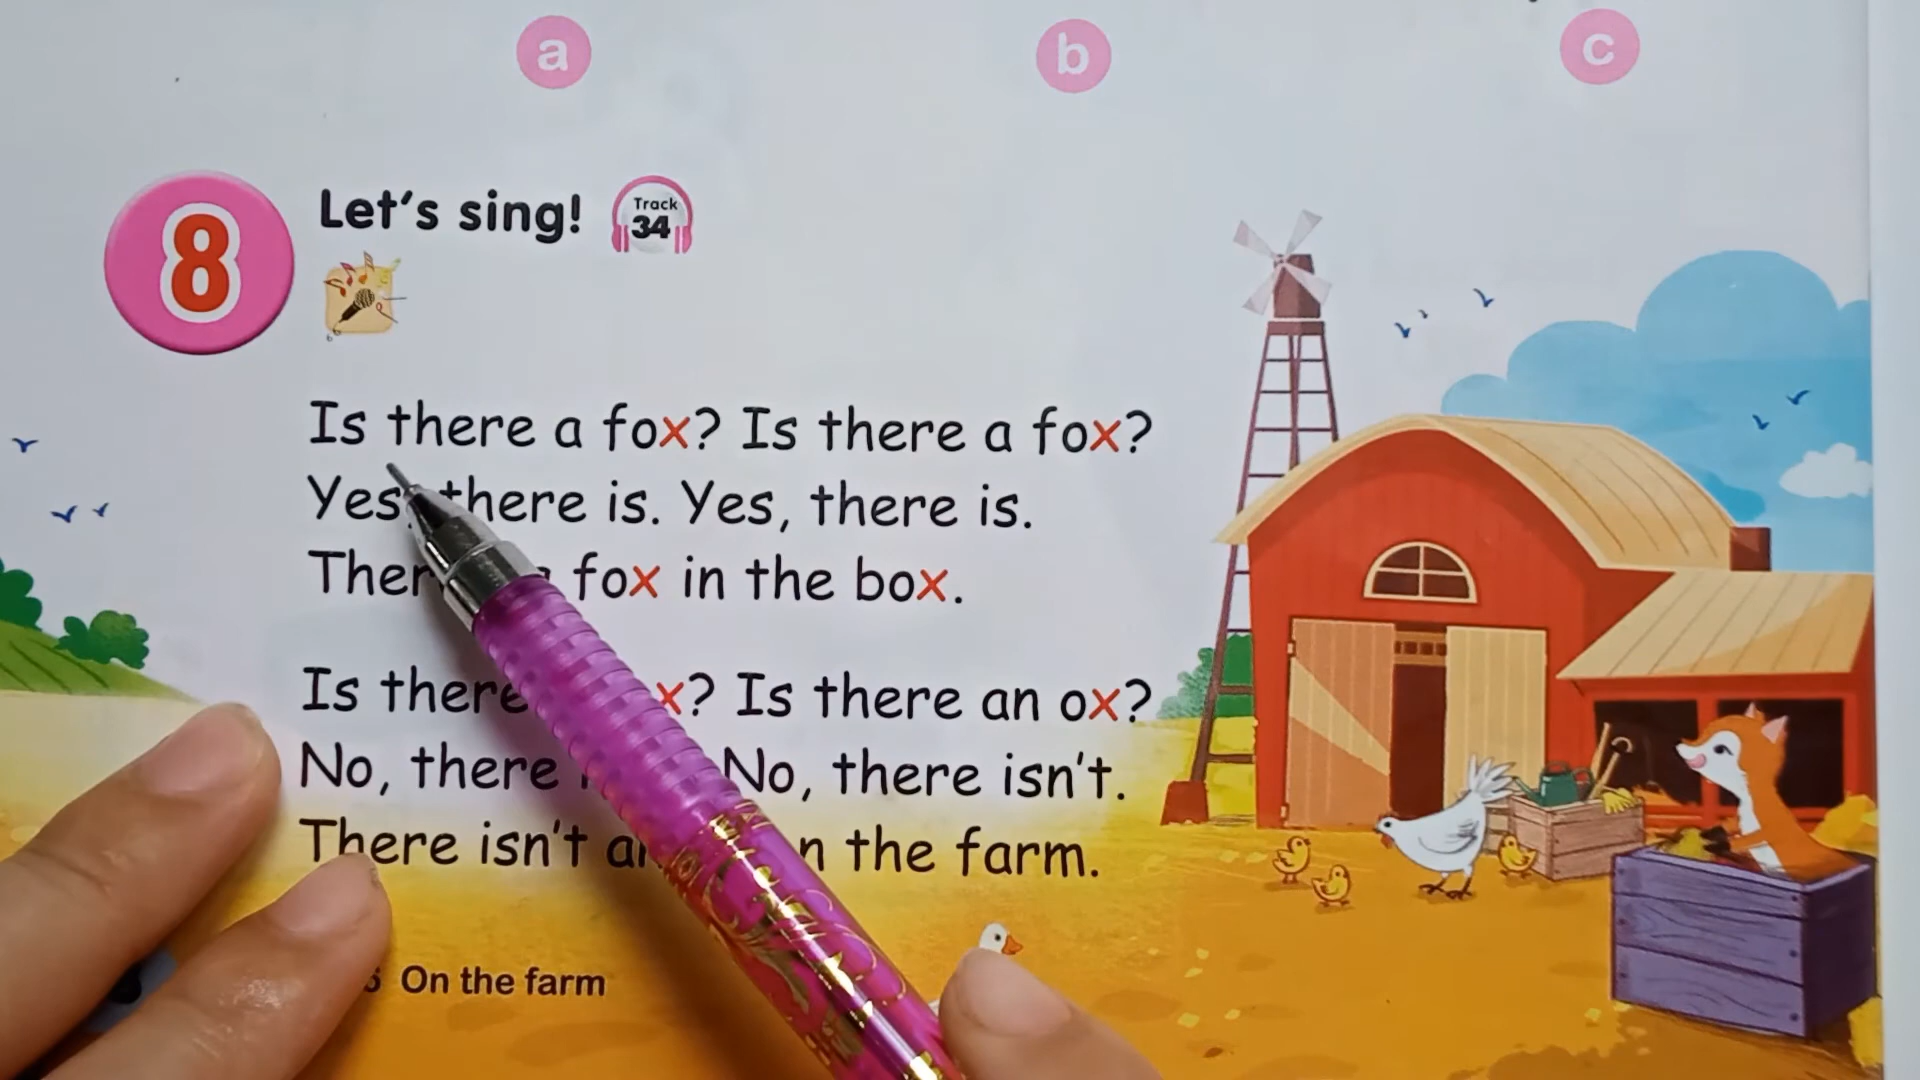 a b c
8 Let's sing! Track 34
Is there a fox? Is there a fox?
Yes, there is. Yes, there is.
a fox in the box.
Is there x? Is there an ox?
No, there No, there isn't.
There isn't the farm.
On the farm